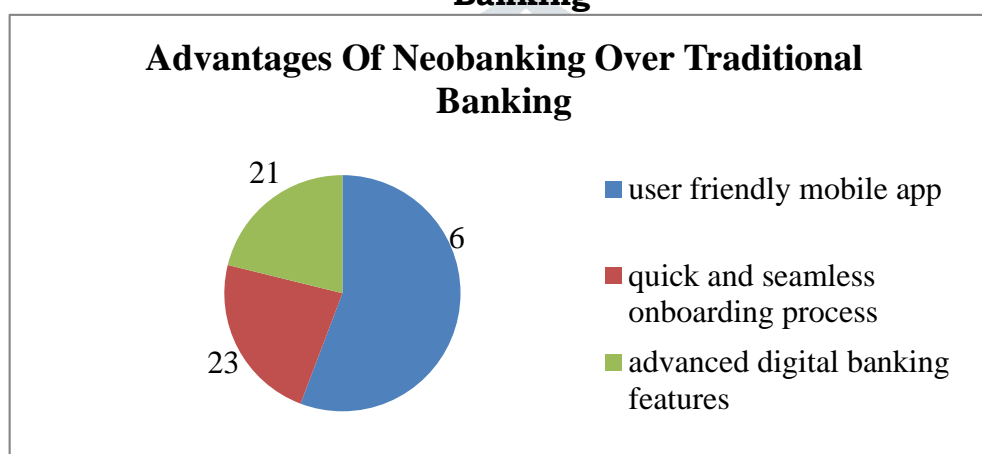 Banking
Advantages Of Neobanking Over Traditional
Banking
21
6
23
user friendly mobile app
quick and seamless
onboarding process
advanced digital banking
features